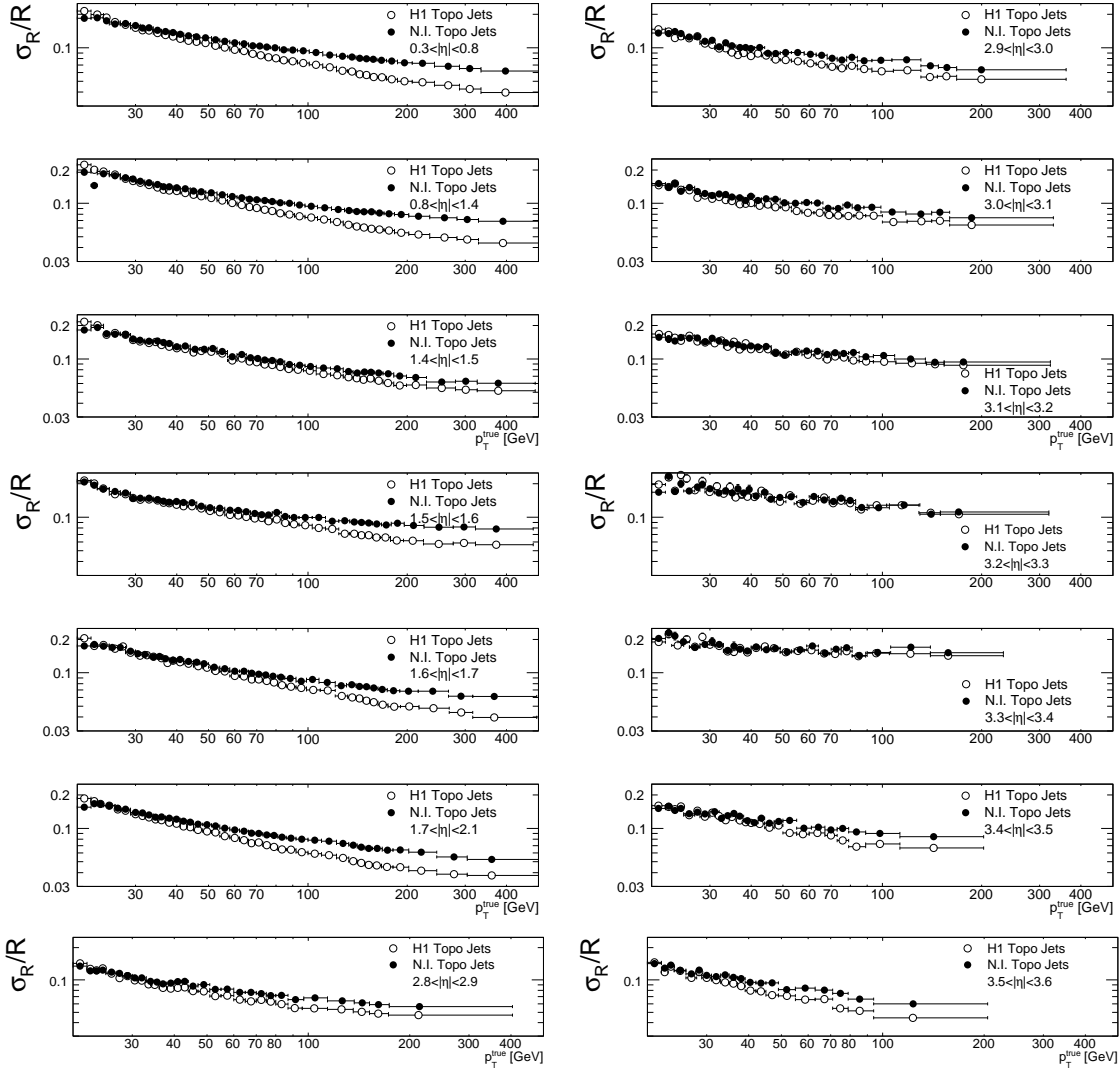 σ_R/R
0.1
H1 Topo Jets
N.I. Topo Jets
0.3<|η|<0.8
30 40 50 60 70 100 200 300 400
σ_R/R
0.1
H1 Topo Jets
N.I. Topo Jets
2.9<|η|<3.0
30 40 50 60 70 80 100 200 300 400
0.2
0.1
0.03
H1 Topo Jets
N.I. Topo Jets
0.8<|η|<1.4
30 40 50 60 70 100 200 300 400
0.2
0.1
0.03
H1 Topo Jets
N.I. Topo Jets
3.0<|η|<3.1
30 40 50 60 70 100 200 300 400
0.2
0.1
0.03
H1 Topo Jets
N.I. Topo Jets
1.4<|η|<1.5
30 40 50 60 70 100 200 300 400
p_T^true [GeV]
0.2
0.1
0.03
H1 Topo Jets
N.I. Topo Jets
3.1<|η|<3.2
30 40 50 60 70 100 200 300 400
p_T^true [GeV]
σ_R/R
0.1
H1 Topo Jets
N.I. Topo Jets
1.5<|η|<1.6
30 40 50 60 70 100 200 300 400
σ_R/R
0.1
H1 Topo Jets
N.I. Topo Jets
3.2<|η|<3.3
30 40 50 60 70 80 100 200 300 400
0.2
0.1
0.03
H1 Topo Jets
N.I. Topo Jets
1.6<|η|<1.7
30 40 50 60 70 100 200 300 400
0.2
0.1
0.03
H1 Topo Jets
N.I. Topo Jets
3.3<|η|<3.4
30 40 50 60 70 100 200 300 400
0.2
0.1
0.03
H1 Topo Jets
N.I. Topo Jets
1.7<|η|<2.1
30 40 50 60 70 100 200 300 400
p_T^true [GeV]
0.2
0.1
0.03
H1 Topo Jets
N.I. Topo Jets
3.4<|η|<3.5
30 40 50 60 70 100 200 300 400
p_T^true [GeV]
σ_R/R
0.1
H1 Topo Jets
N.I. Topo Jets
2.8<|η|<2.9
30 40 50 60 70 80 100 200 300 400
p_T^true [GeV]
σ_R/R
0.1
H1 Topo Jets
N.I. Topo Jets
3.5<|η|<3.6
30 40 50 60 70 80 100 200 300 400
p_T^true [GeV]